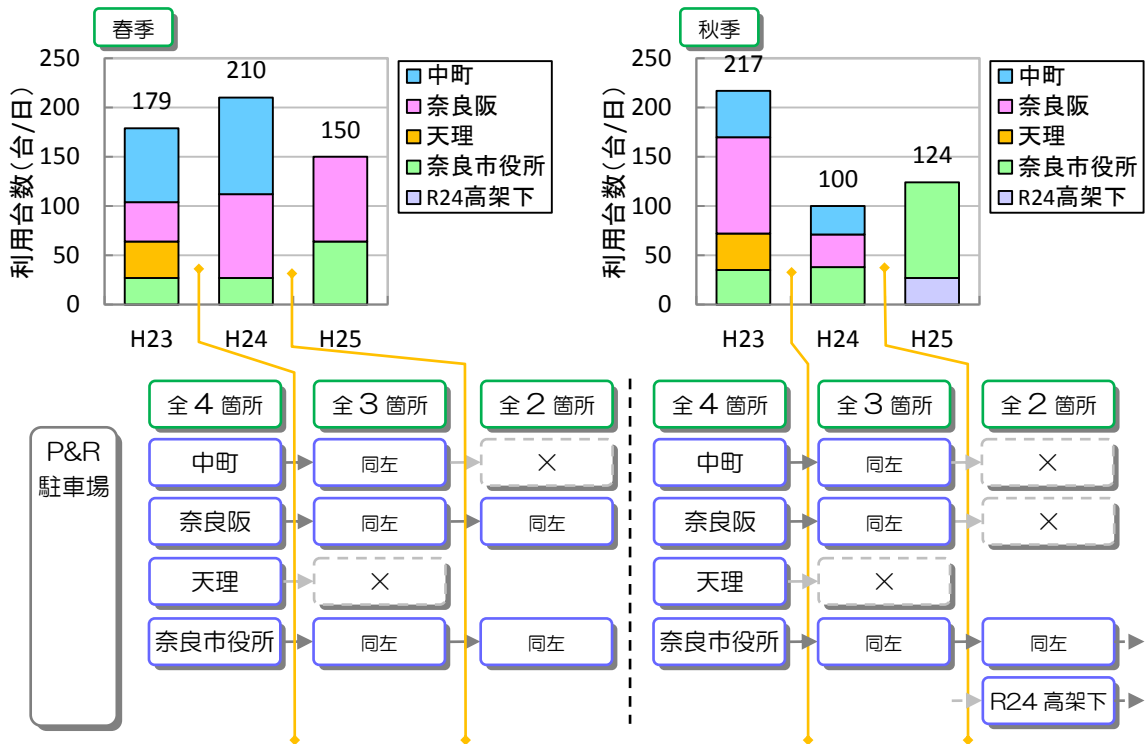 春季
利用台数(台/日)
250
200
150
100
50
0
179
210
150
H23
H24
H25
中町
奈良阪
天理
奈良市役所
R24高架下
秋季
利用台数(台/日)
250
200
150
100
50
0
217
100
124
H23
H24
H25
中町
奈良阪
天理
奈良市役所
R24高架下
P&R
駐車場
全4箇所
全3箇所
全2箇所
中町
同左
×
奈良阪
同左
同左
天理
×
奈良市役所
同左
同左
全4箇所
全3箇所
全2箇所
中町
同左
×
奈良阪
同左
×
天理
×
奈良市役所
同左
同左
R24高架下